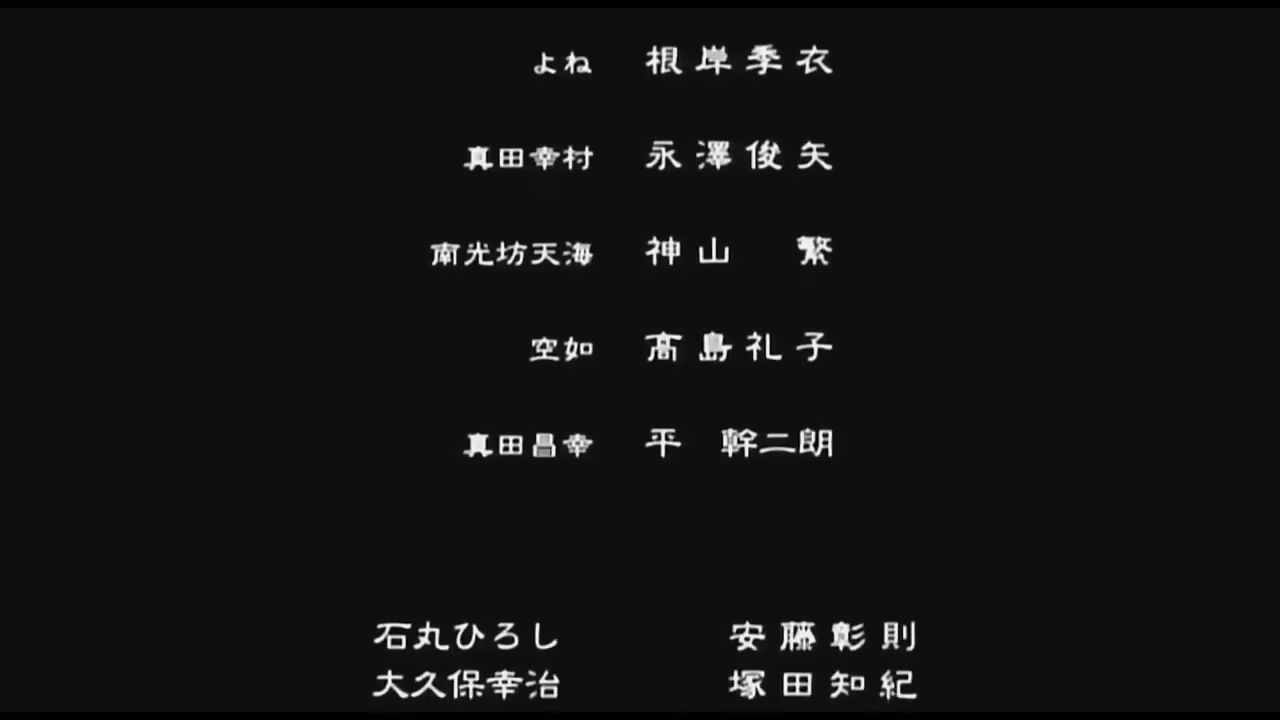 よね 根岸季衣
真田幸村 永澤俊矢
南光坊天海 神山 繁
空如 高島礼子
真田昌幸 平 幹二朗
石丸ひろし 安藤彰則
大久保幸治 塚田知紀